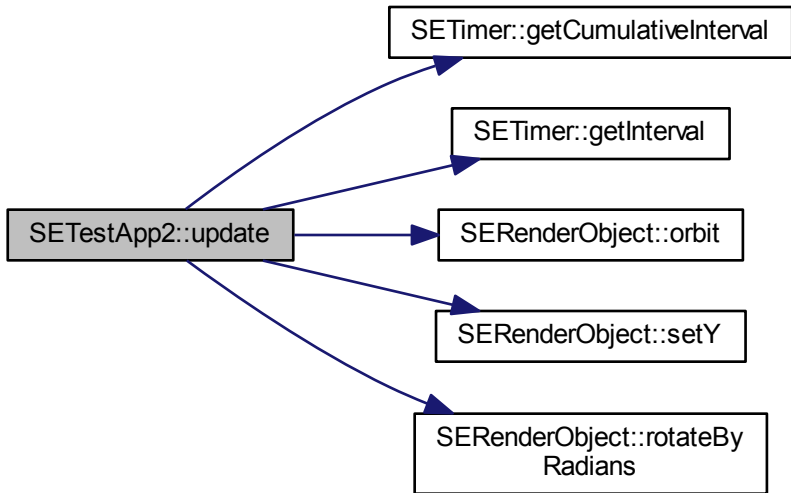 SETimer::getCumulativeInterval
SETimer::getInterval
SETestApp2::update
SERenderObject::orbit
SERenderObject::setY
SERenderObject::rotateBy
Radians